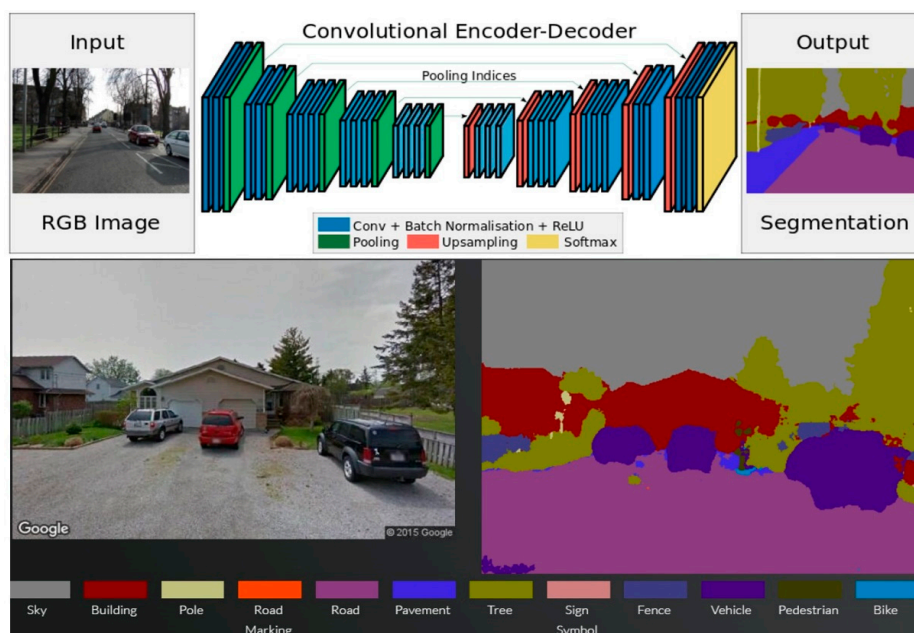 Input
Convolutional Encoder-Decoder
Output
Pooling Indices
RGB Image
Conv + Batch Normalisation + ReLU
Pooling
Upsampling
Softmax
Segmentation
Google
© 2015 Google
Sky
Building
Pole
Road
Marking
Road
Pavement
Tree
Sign
Symbol
Fence
Vehicle
Pedestrian
Bike